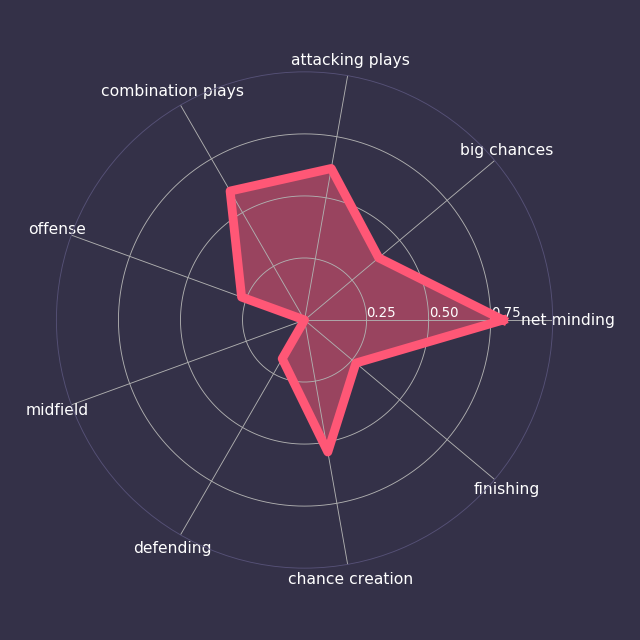 attacking plays
combination plays
big chances
offense
0.25
0.50
0.75
net minding
midfield
finishing
defending
chance creation